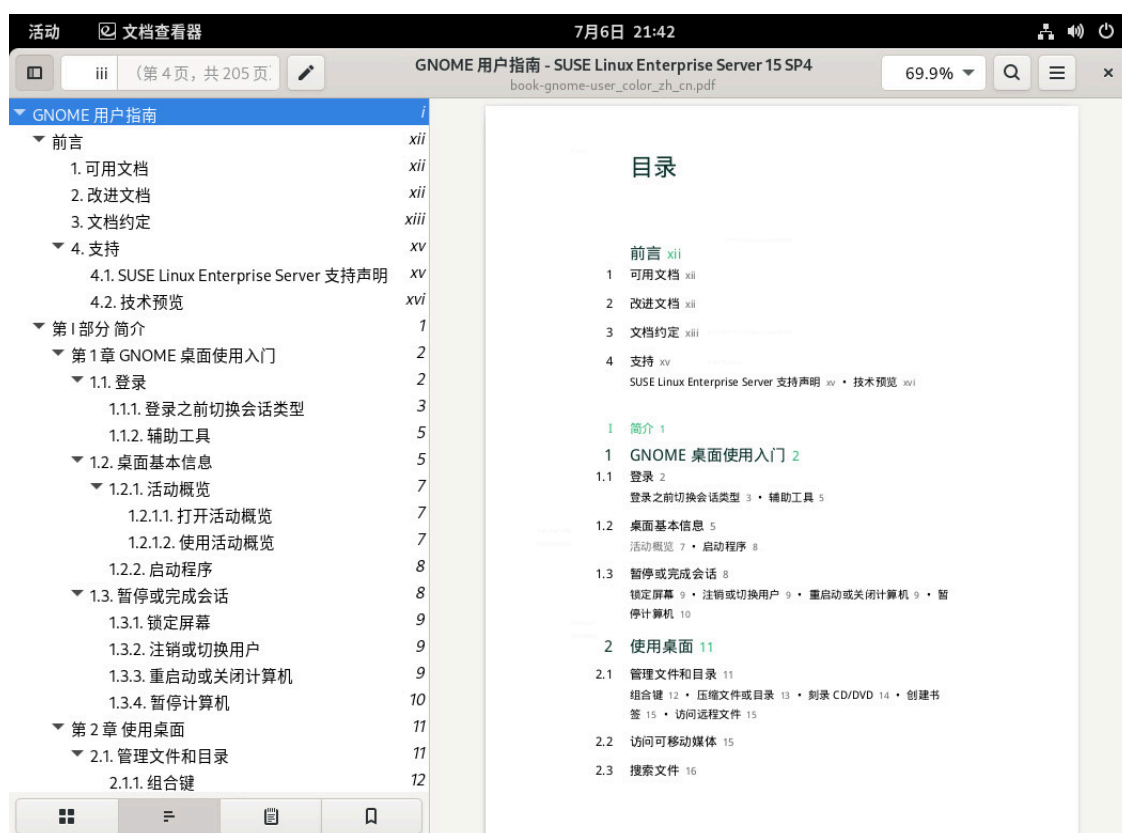 活动 文档查看器 7月6日 21:42
iii （第 4 页，共 205 页 GNOME 用户指南 - SUSE Linux Enterprise Server 15 SP4 69.9%
book-gnome-user_color_zh_cn.pdf
GNOME 用户指南 i
前言 xii
1. 可用文档 xii
2. 改进文档 xii
3. 文档约定 xiii
4. 支持 xv
4.1. SUSE Linux Enterprise Server 支持声明 xv
4.2. 技术预览 xvi
第 I 部分 简介 1
第 1 章 GNOME 桌面使用入门 2
1.1. 登录 2
1.1.1. 登录之前切换会话类型 3
1.1.2. 辅助工具 5
1.2. 桌面基本信息 5
1.2.1. 活动概览 7
1.2.1.1. 打开活动概览 7
1.2.1.2. 使用活动概览 7
1.2.2. 启动程序 8
1.3. 暂停或完成会话 8
1.3.1. 锁定屏幕 9
1.3.2. 注销或切换用户 9
1.3.3. 重启动或关闭计算机 9
1.3.4. 暂停计算机 10
第 2 章 使用桌面 11
2.1. 管理文件和目录 11
2.1.1. 组合键 12
目录
前言 xii
1 可用文档 xii
2 改进文档 xii
3 文档约定 xiii
4 支持 xv
SUSE Linux Enterprise Server 支持声明 xv • 技术预览 xvi
I 简介 1
1 GNOME 桌面使用入门 2
1.1 登录 2
登录之前切换会话类型 3 • 辅助工具 5
1.2 桌面基本信息 5
活动概览 7 • 启动程序 8
1.3 暂停或完成会话 8
锁定屏幕 9 • 注销或切换用户 9 • 重启动或关闭计算机 9 • 暂
停计算机 10
2 使用桌面 11
2.1 管理文件和目录 11
组合键 12 • 压缩文件或目录 13 • 刻录 CD/DVD 14 • 创建书
签 15 • 访问远程文件 15
2.2 访问可移动媒体 15
2.3 搜索文件 16